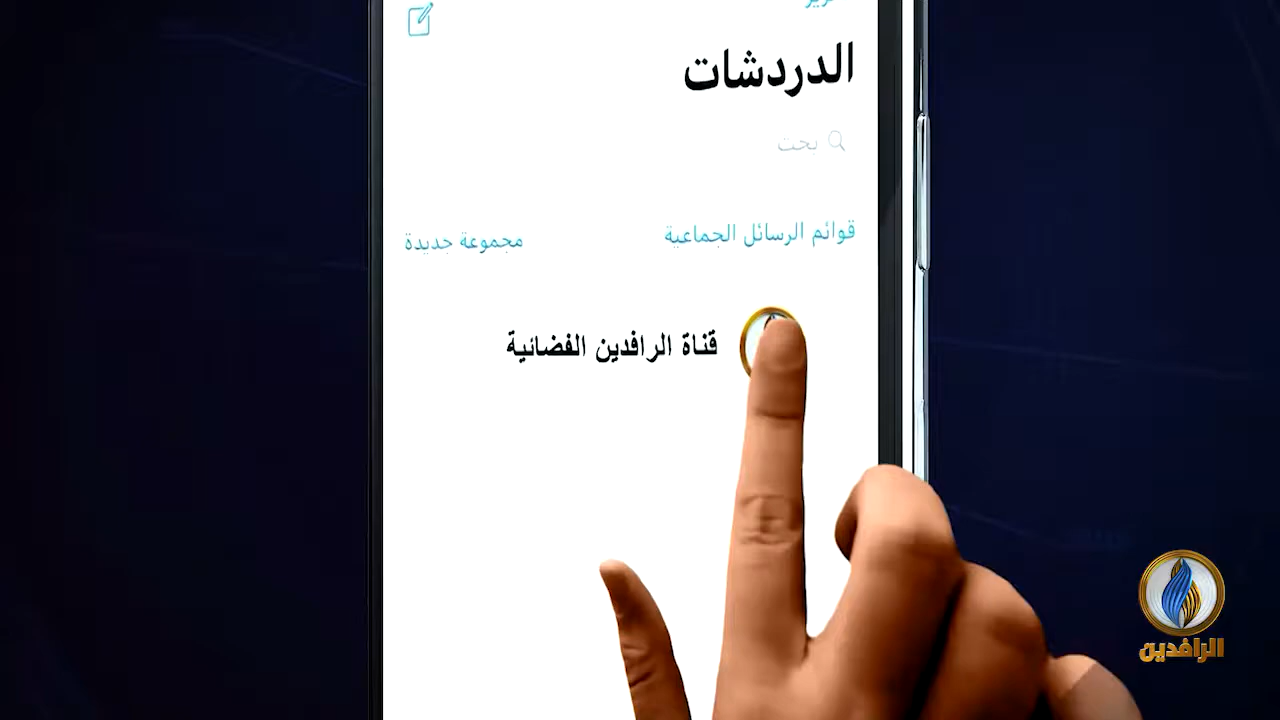 الدردشات
بحث
قوائم الرسائل الجماعية
مجموعة جديدة
قناة الرافدين الفضائية
الرافدين